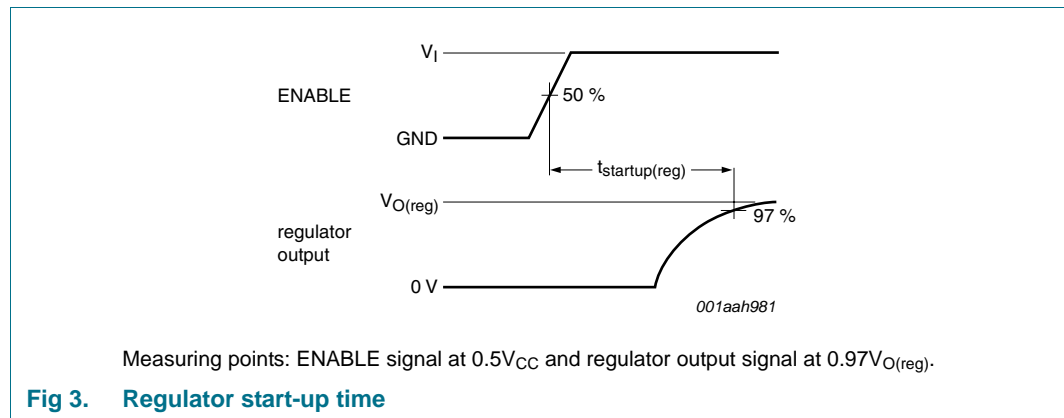 V_I
ENABLE
50 %
GND
t_startup(reg)
V_O(reg)
97 %
regulator
output
0 V
001aah981
Measuring points: ENABLE signal at 0.5V_CC and regulator output signal at 0.97V_O(reg).
Fig 3. Regulator start-up time